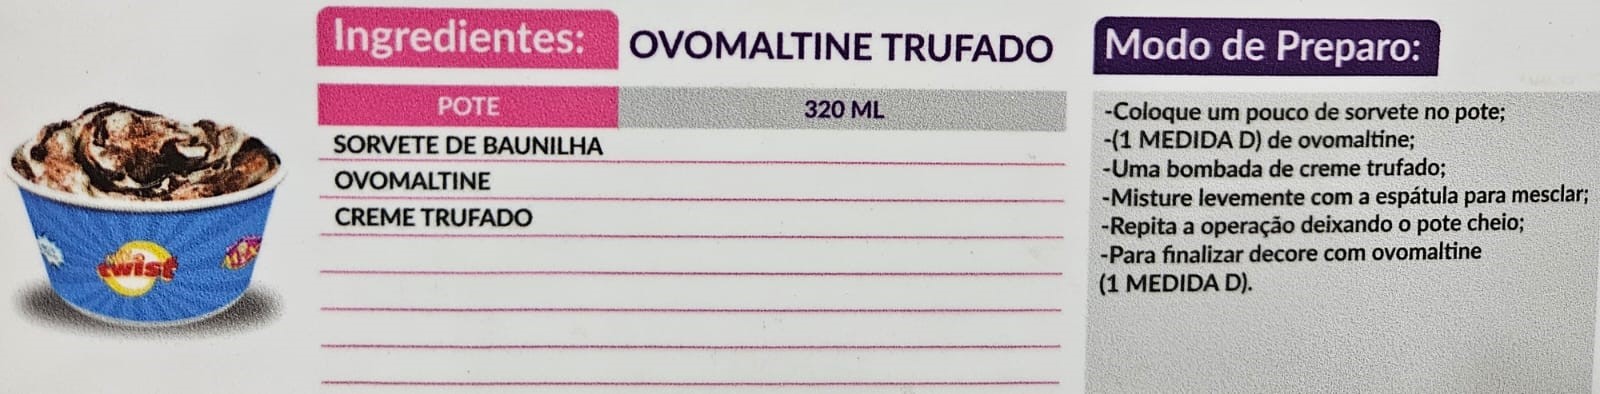 Ingredientes:
OVOMALTINE TRUFADO
POTE
320 ML
SORVETE DE BAUNILHA
OVOMALTINE
CREME TRUFADO
twist
Modo de Preparo:
-Coloque um pouco de sorvete no pote;
-(1 MEDIDA D) de ovomaltine;
-Uma bombada de creme trufado;
-Misture levemente com a espátula para mesclar;
-Repita a operação deixando o pote cheio;
-Para finalizar decore com ovomaltine
(1 MEDIDA D).